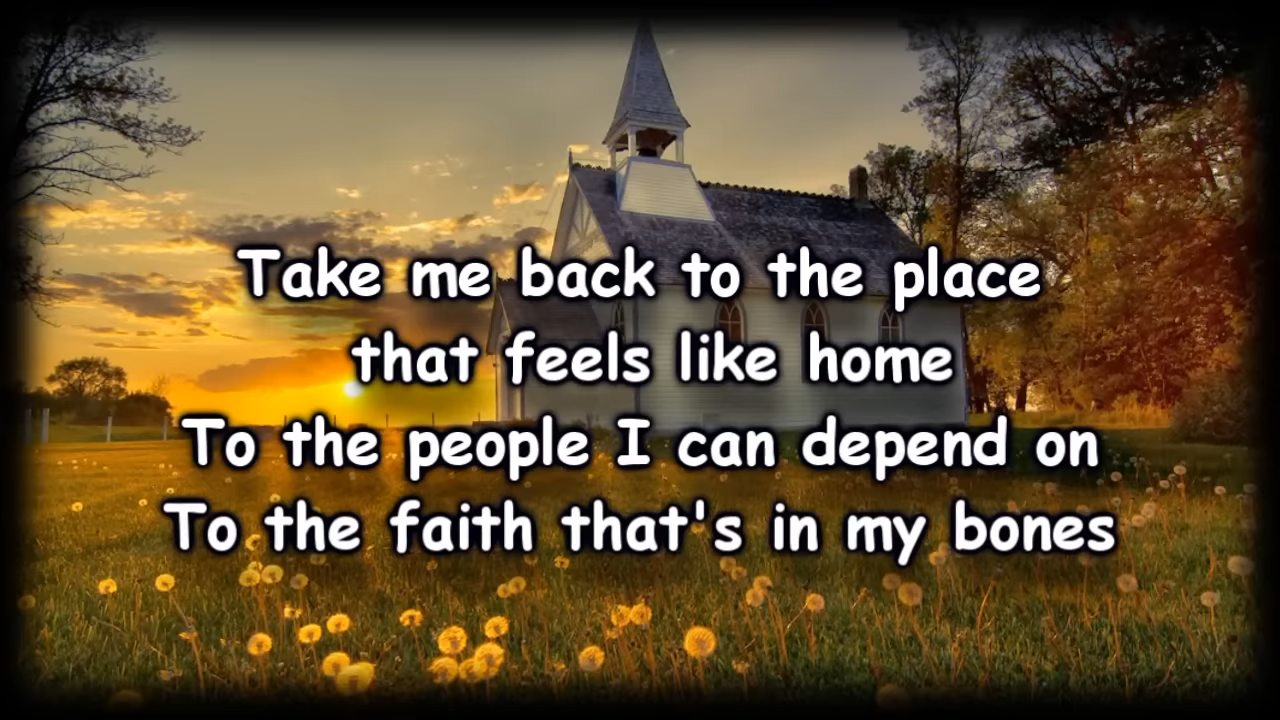 Take me back to the place
that feels like home
To the people I can depend on
To the faith that's in my bones